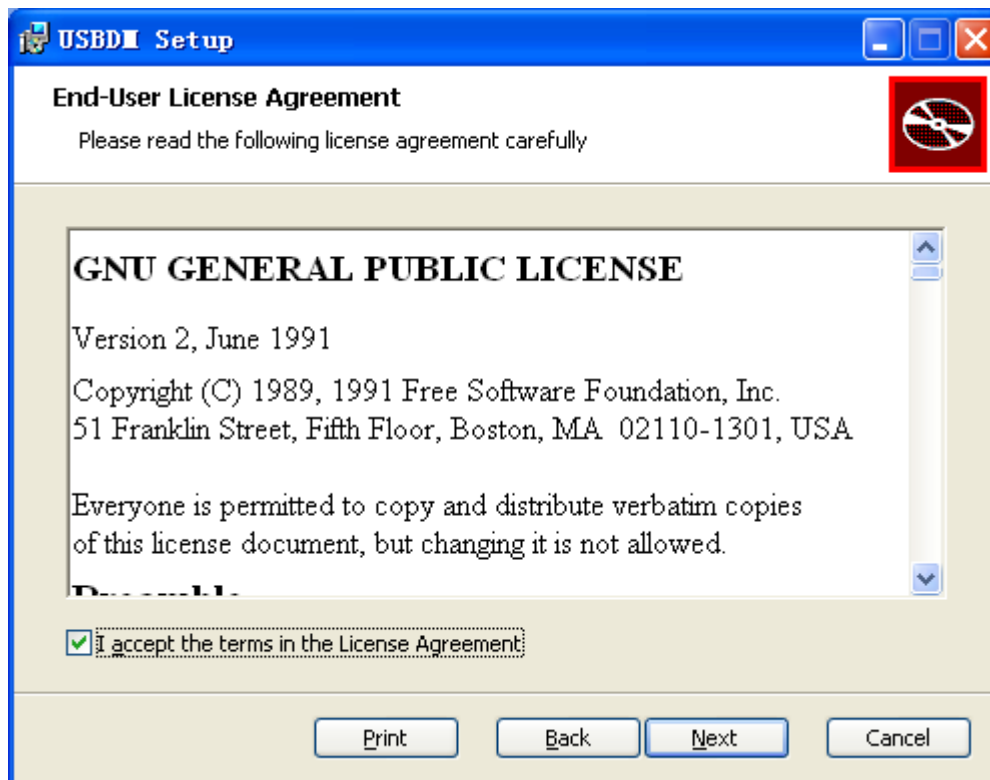 USBDM Setup
End-User License Agreement
Please read the following license agreement carefully
GNU GENERAL PUBLIC LICENSE
Version 2, June 1991
Copyright (C) 1989, 1991 Free Software Foundation, Inc.
51 Franklin Street, Fifth Floor, Boston, MA  02110-1301, USA
Everyone is permitted to copy and distribute verbatim copies
of this license document, but changing it is not allowed.
Preamble
I accept the terms in the License Agreement
Print Back Next Cancel